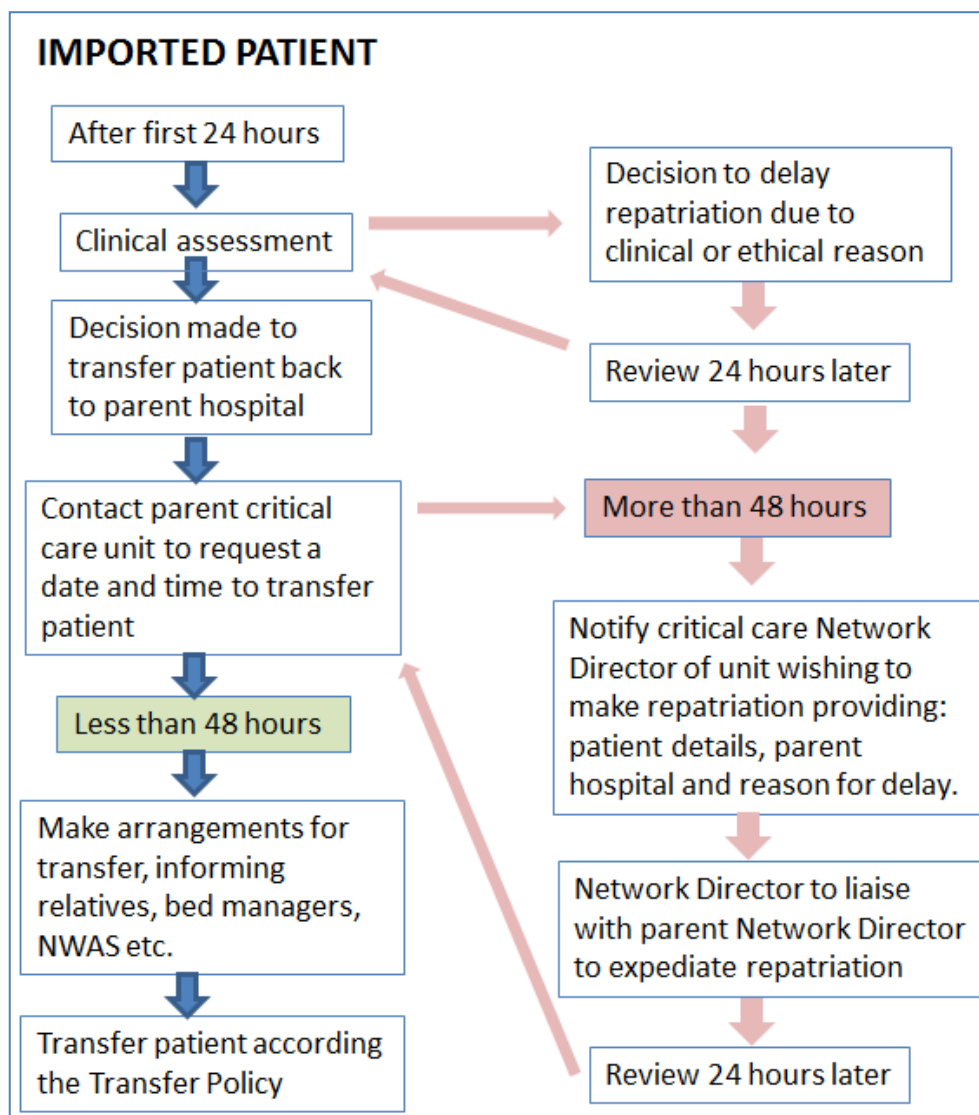 IMPORTED PATIENT
After first 24 hours
Clinical assessment
Decision made to
transfer patient back
to parent hospital
Contact parent critical
care unit to request a
date and time to transfer
patient
Less than 48 hours
Make arrangements for
transfer, informing
relatives, bed managers,
NWAS etc.
Transfer patient according
the Transfer Policy
Decision to delay
repatriation due to
clinical or ethical reason
Review 24 hours later
More than 48 hours
Notify critical care Network
Director of unit wishing to
make repatriation providing:
patient details, parent
hospital and reason for delay.
Network Director to liaise
with parent Network Director
to expediate repatriation
Review 24 hours later